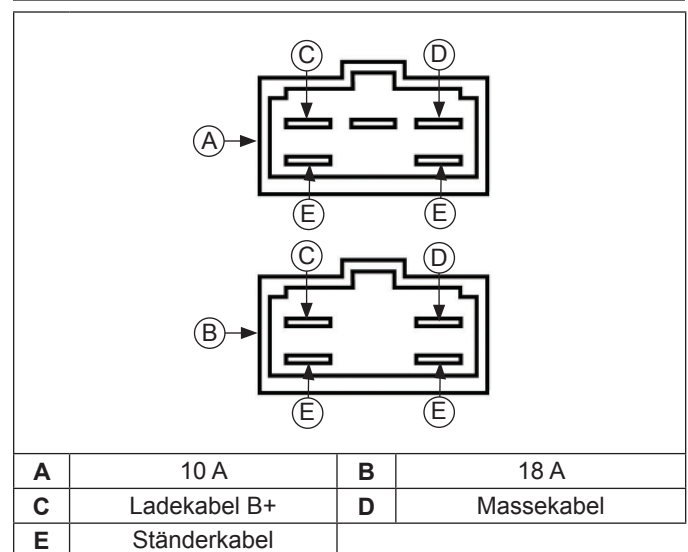 C D
A
E E
C D
B
E E
A 10 A B 18 A
C Ladekabel B+ D Massekabel
E Ständerkabel